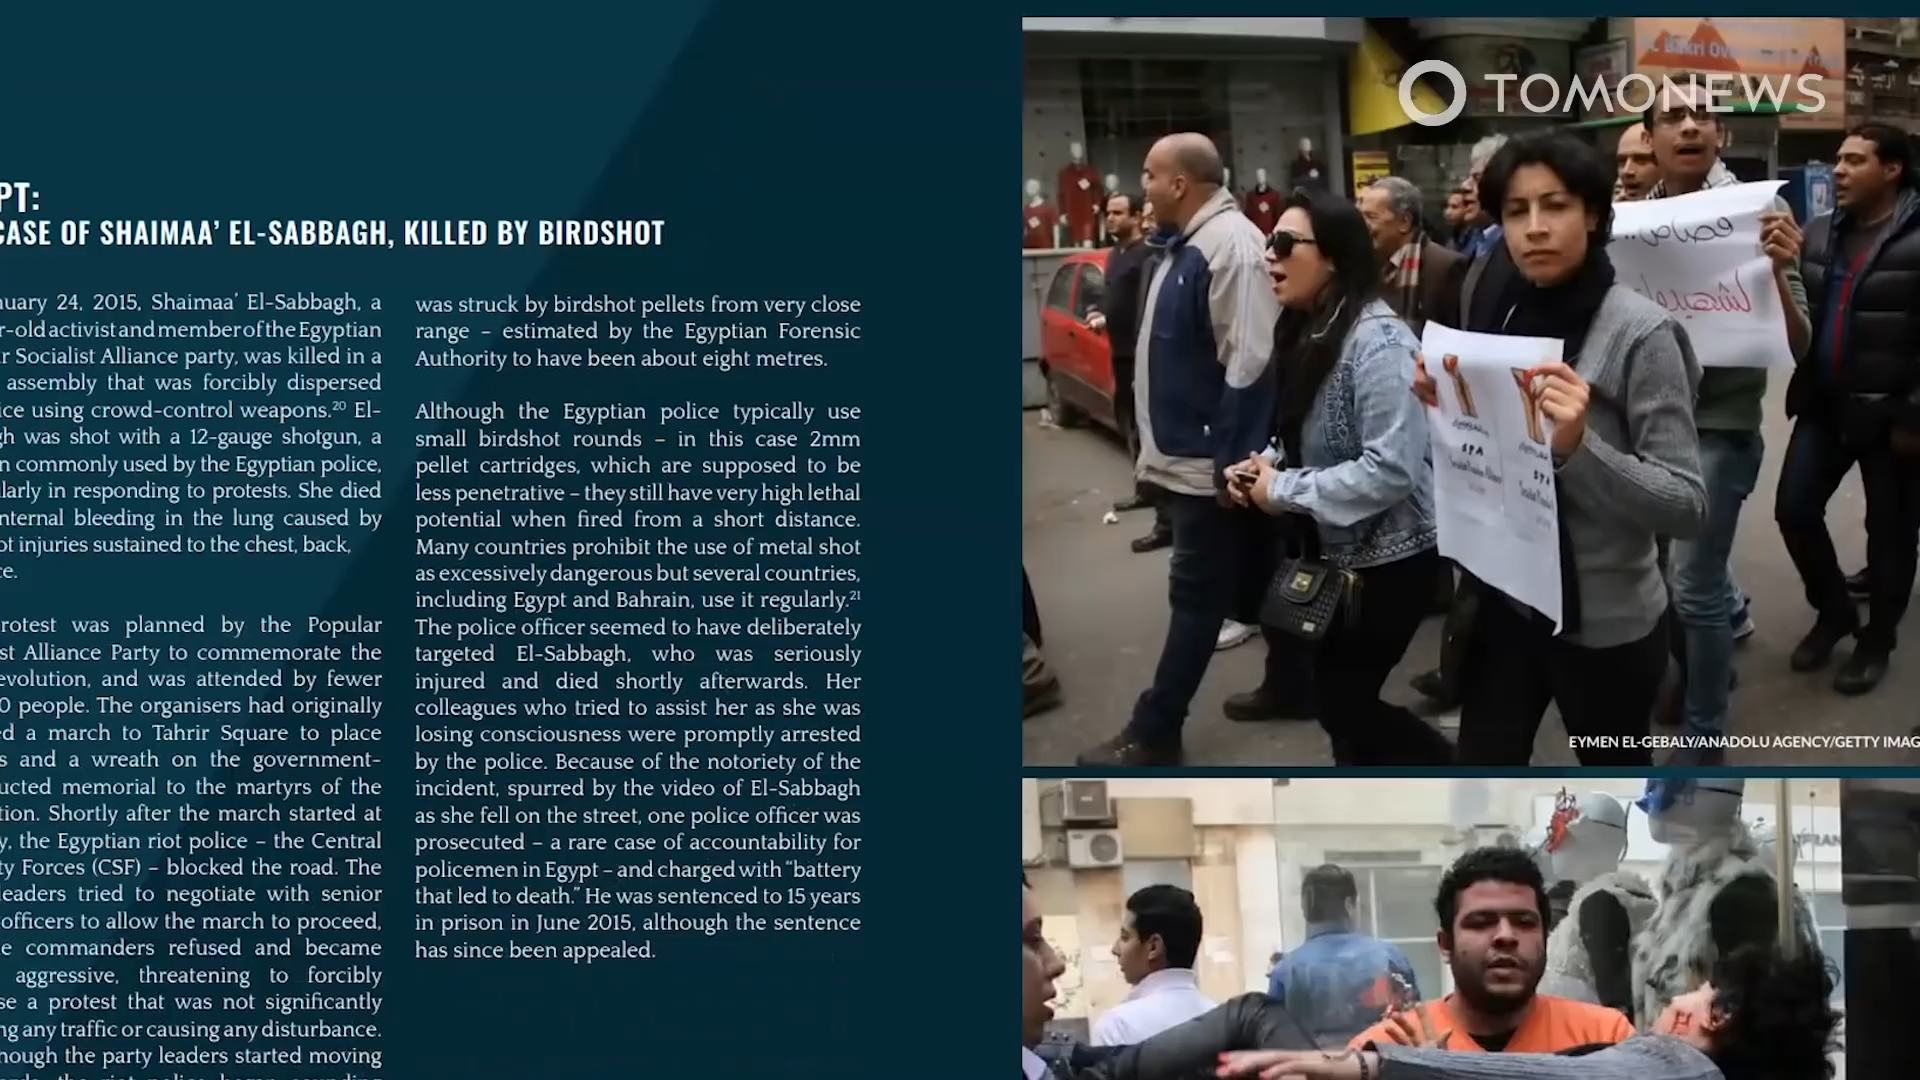 PT:
CASE OF SHAIMAA’ EL-SABBAGH, KILLED BY BIRDSHOT
nuary 24, 2015, Shaimaa’ El-Sabbagh, a
r-old activist and member of the Egyptian
r Socialist Alliance party, was killed in a
assembly that was forcibly dispersed
ice using crowd-control weapons.²⁰ El-
gh was shot with a 12-gauge shotgun, a
n commonly used by the Egyptian police,
larly in responding to protests. She died
nternal bleeding in the lung caused by
ot injuries sustained to the chest, back,
ce.
rotest was planned by the Popular
st Alliance Party to commemorate the
evolution, and was attended by fewer
0 people. The organisers had originally
ed a march to Tahrir Square to place
s and a wreath on the government-
ucted memorial to the martyrs of the
tion. Shortly after the march started at
y, the Egyptian riot police – the Central
ty Forces (CSF) – blocked the road. The
leaders tried to negotiate with senior
officers to allow the march to proceed,
e commanders refused and became
aggressive, threatening to forcibly
se a protest that was not significantly
ng any traffic or causing any disturbance.
hough the party leaders started moving
was struck by birdshot pellets from very close
range – estimated by the Egyptian Forensic
Authority to have been about eight metres.
Although the Egyptian police typically use
small birdshot rounds – in this case 2mm
pellet cartridges, which are supposed to be
less penetrative – they still have very high lethal
potential when fired from a short distance.
Many countries prohibit the use of metal shot
as excessively dangerous but several countries,
including Egypt and Bahrain, use it regularly.²¹
The police officer seemed to have deliberately
targeted El-Sabbagh, who was seriously
injured and died shortly afterwards. Her
colleagues who tried to assist her as she was
losing consciousness were promptly arrested
by the police. Because of the notoriety of the
incident, spurred by the video of El-Sabbagh
as she fell on the street, one police officer was
prosecuted – a rare case of accountability for
policemen in Egypt – and charged with “battery
that led to death.” He was sentenced to 15 years
in prison in June 2015, although the sentence
has since been appealed.
TOMONEWS
قصاص..
EYMEN EL-GEBALY/ANADOLU AGENCY/GETTY IMAG